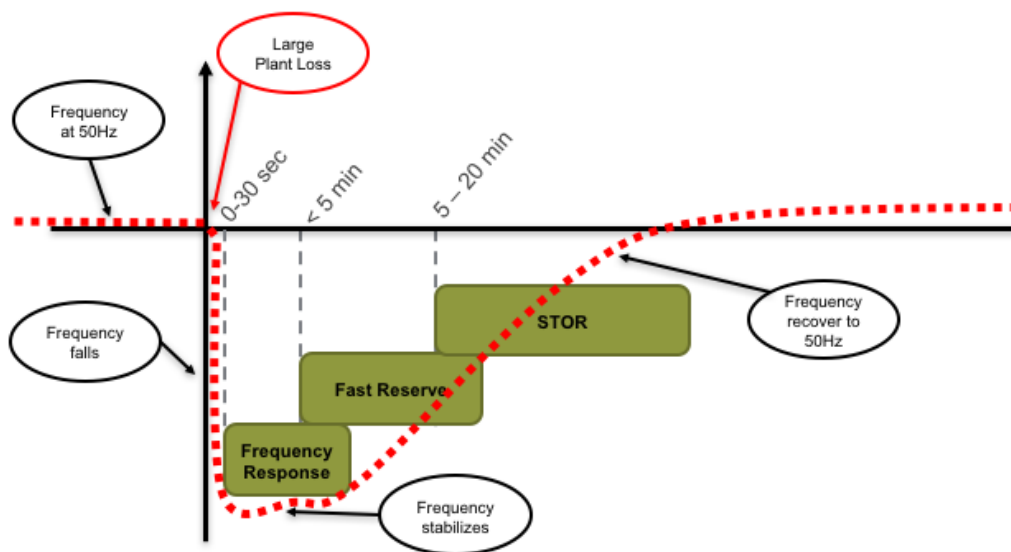 Large
Plant Loss
Frequency
at 50Hz
0-30 sec
< 5 min
5 – 20 min
Frequency
falls
STOR
Frequency
recover to
50Hz
Fast Reserve
Frequency
Response
Frequency
stabilizes